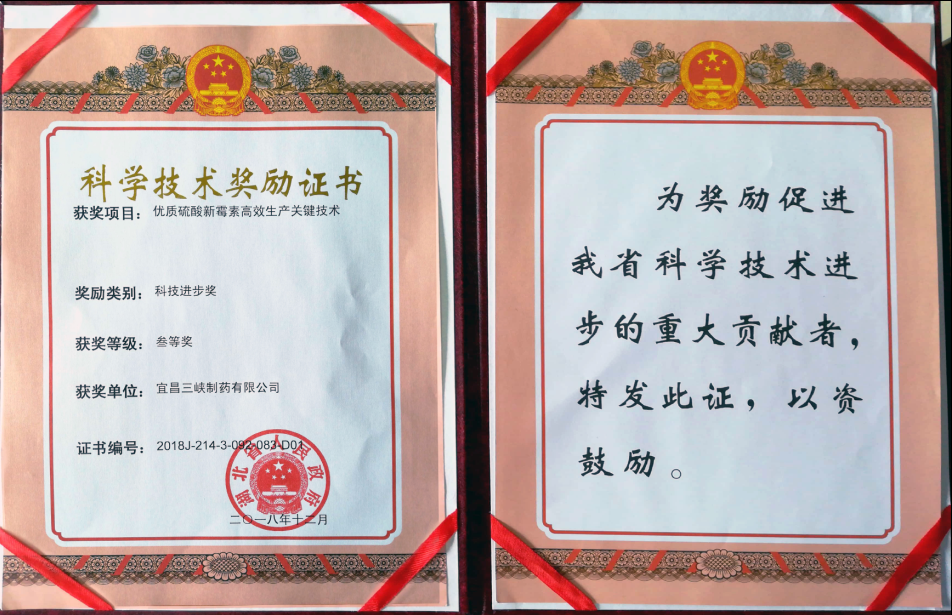 科学技术奖励证书
获奖项目：优质硫酸新霉素高效生产关键技术
奖励类别：科技进步奖
获奖等级：叁等奖
获奖单位：宜昌三峡制药有限公司
证书编号：2018J-214-3-092-083-D01
湖北省人民政府
二〇一八年十二月
为奖励促进
我省科学技术进
步的重大贡献者，
特发此证，以资
鼓励。